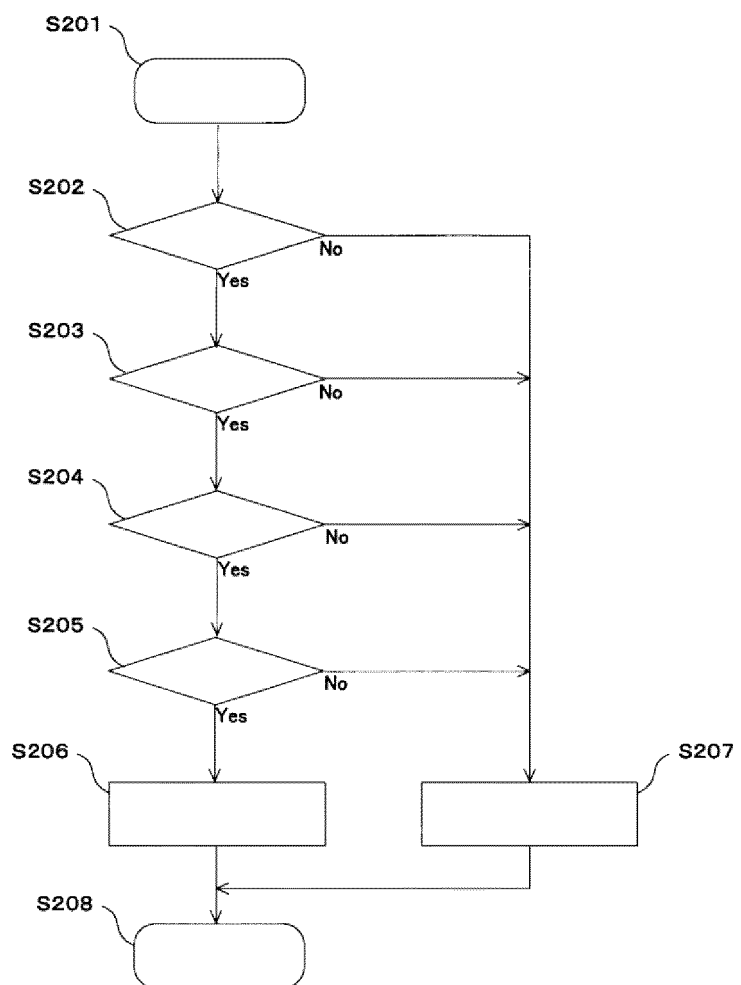 S201
S202
No
Yes
S203
No
Yes
S204
No
Yes
S205
No
Yes
S206
S207
S208